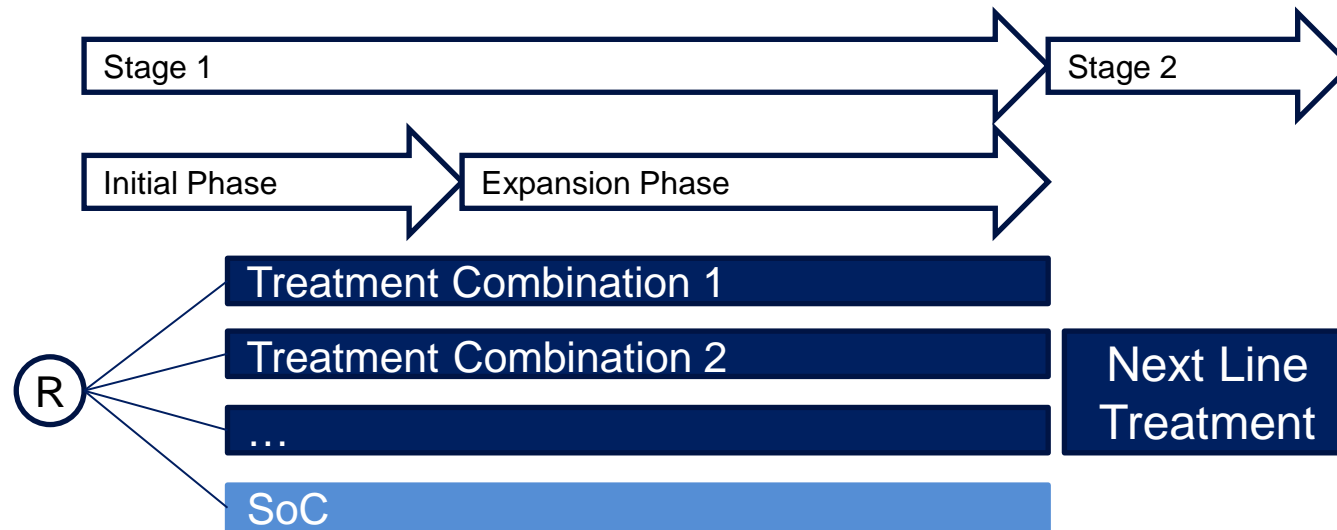 Stage 1
Stage 2
Initial Phase
Expansion Phase
Treatment Combination 1
Treatment Combination 2
R
Next Line
Treatment
…
SoC